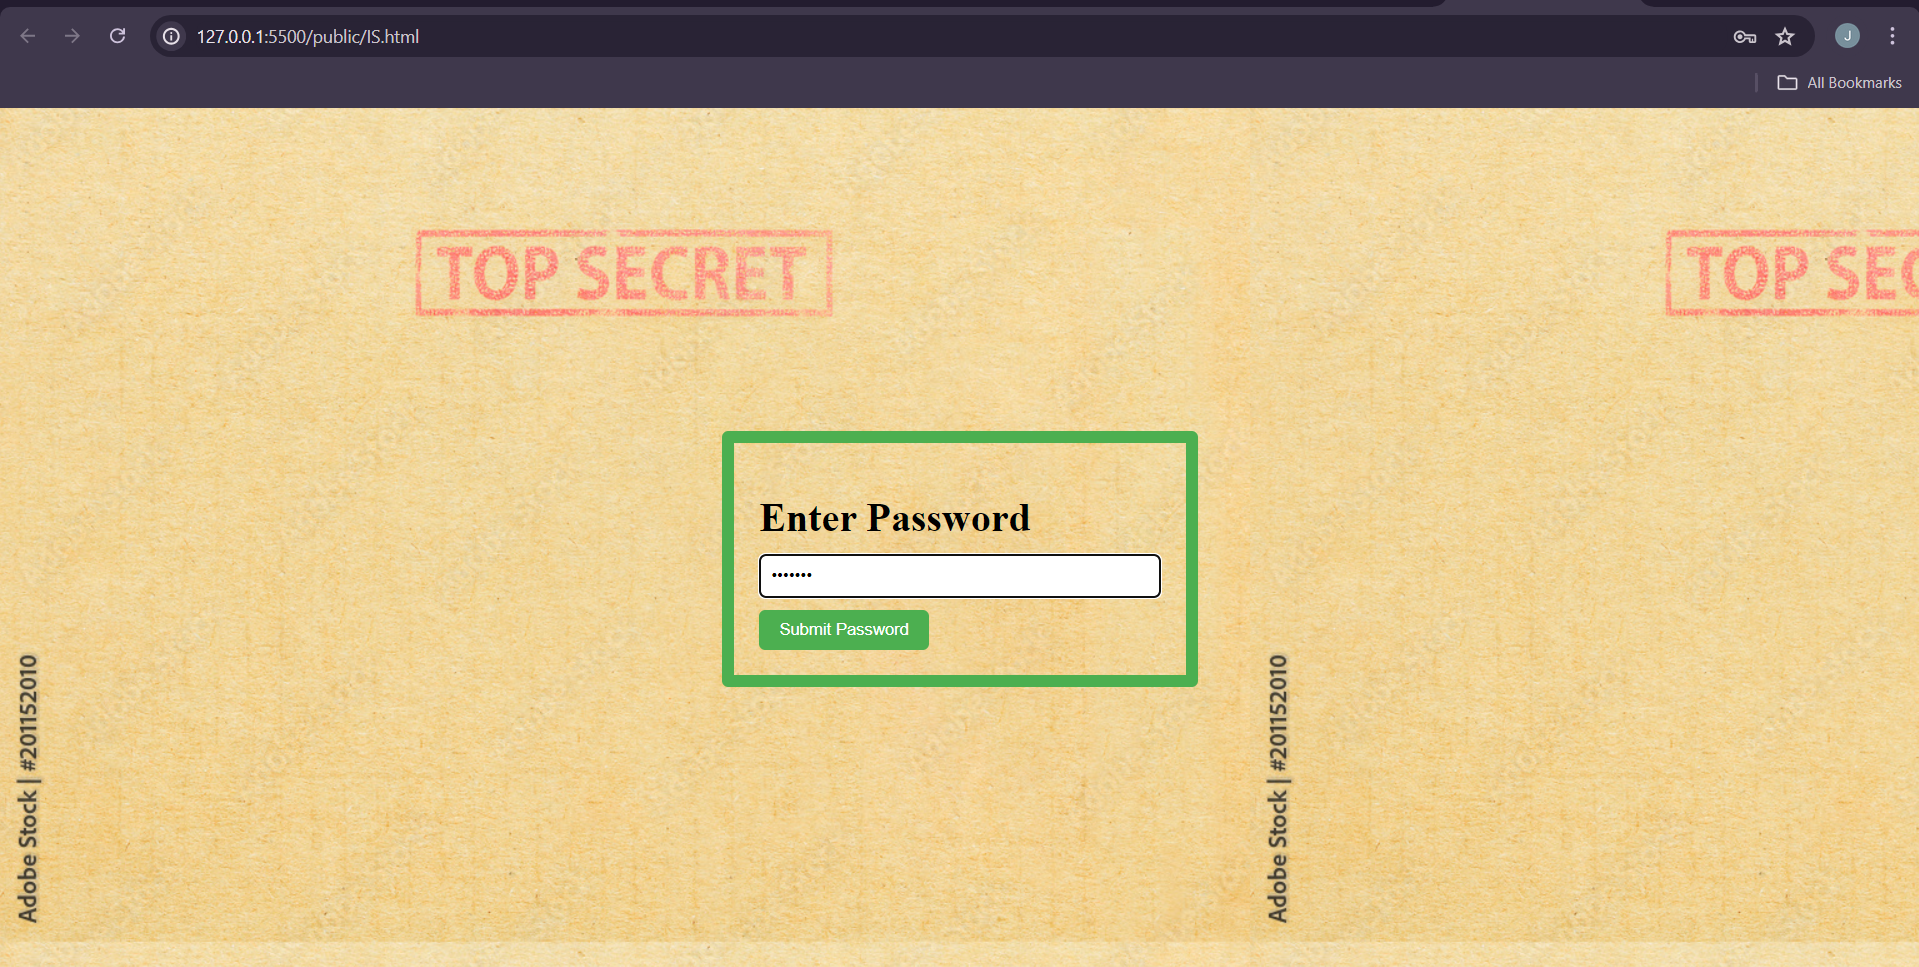 127.0.0.1:5500/public/IS.html
J
All Bookmarks
TOP SECRET
TOP SEC
Enter Password
•••••••
Submit Password
Adobe Stock | #201152010
Adobe Stock | #201152010